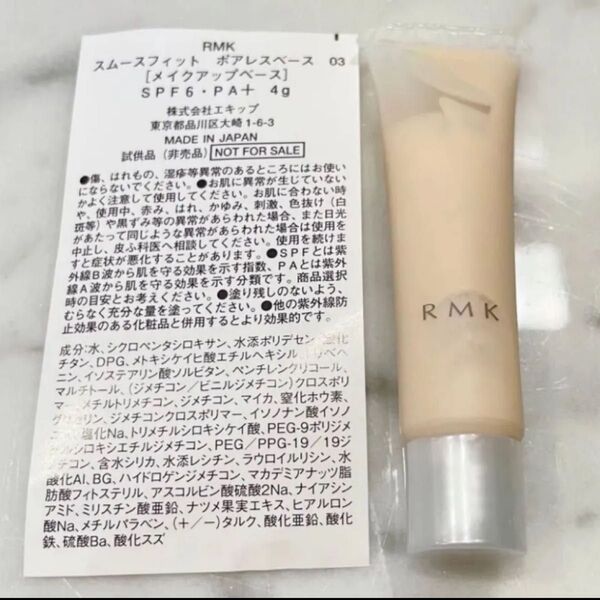 RMK
スムースフィット ポアレスベース 03
[メイクアップベース]
SPF6・PA＋ 4g
株式会社エキップ
東京都品川区大崎1-6-3
MADE IN JAPAN
試供品（非売品） NOT FOR SALE
●傷、はれもの、湿疹等異常のあるところにはお使い
にならないでください。●お肌に異常が生じていない
かよく注意して使用してください。お肌に合わない時
や、使用中、赤み、はれ、かゆみ、刺激、色抜け（白
斑等）や黒ずみ等の異常があらわれた場合、また日光
があたって同じような異常があらわれた場合は使用を
中止し、皮ふ科医へ相談してください。使用を続けま
すと症状が悪化することがあります。●SPFとは紫
外線B波から肌を守る効果を示す指数、PAとは紫外
線A波から肌を守る効果を示す分類です。商品選択
時の目安とお考えください。●塗り残しのないよう、
むらなく充分な量を塗ってください。●他の紫外線防
止効果のある化粧品と併用するとより効果的です。
成分:水、シクロペンタシロキサン、水添ポリデセン、酸化
チタン、DPG、メトキシケイヒ酸エチルヘキシル、トリベヘ
ニン、イソステアリン酸ソルビタン、ペンチレングリコール、
マルチトール、（ジメチコン/ビニルジメチコン）クロスポリ
マー、メチルトリメチコン、ジメチコン、マイカ、窒化ホウ素、
グリセリン、ジメチコンクロスポリマー、イソノナン酸イソノ
ニル、塩化Na、トリメチルシロキシケイ酸、PEG-9ポリジメ
チルシロキシエチルジメチコン、PEG/PPG-19/19ジ
メチコン、含水シリカ、水添レシチン、ラウロイルリシン、水
酸化Al、BG、ハイドロゲンジメチコン、マカデミアナッツ脂
肪酸フィトステリル、アスコルビン酸硫酸2Na、ナイアシン
アミド、ミリスチン酸亜鉛、ナツメ果実エキス、ヒアルロン
酸Na、メチルパラベン、（＋/－）タルク、酸化亜鉛、酸化
鉄、硫酸Ba、酸化スズ
RMK